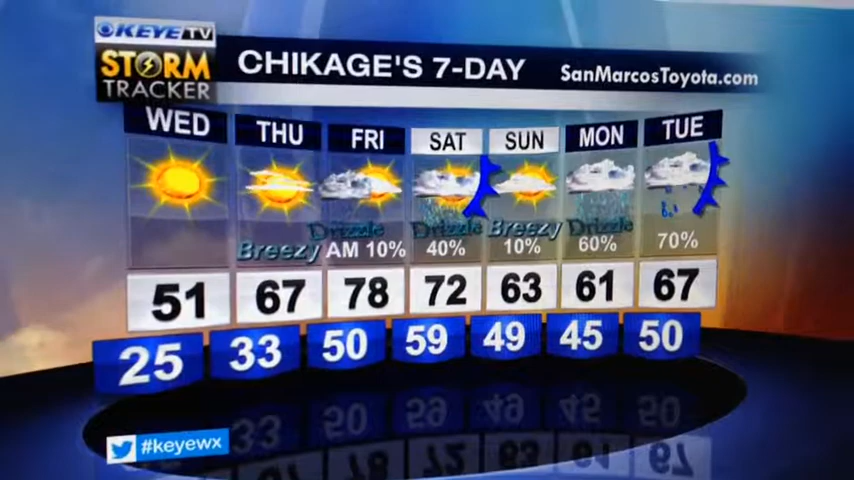 KEYE TV
STORM
TRACKER
CHIKAGE'S 7-DAY
SanMarcosToyota.com
WED THU FRI SAT SUN MON TUE
Breezy Drizzle Drizzle Breezy Drizzle
AM 10% 40% 10% 60% 70%
51 67 78 72 63 61 67
25 33 50 59 49 45 50
#keyewx